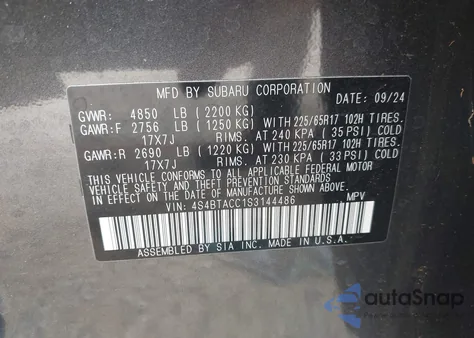 MFD BY SUBARU CORPORATION DATE: 09/24
GVWR: 4850 LB (2200 KG)
GAWR:F 2756 LB (1250 KG) WITH 225/65R17 102H TIRES,
17X7J RIMS, AT 240 KPA ( 35 PSI) COLD
GAWR:R 2690 LB (1220 KG) WITH 225/65R17 102H TIRES,
17X7J RIMS, AT 230 KPA ( 33 PSI) COLD
THIS VEHICLE CONFORMS TO ALL APPLICABLE FEDERAL MOTOR
VEHICLE SAFETY, BUMPER, AND THEFT PREVENTION STANDARDS
IN EFFECT ON THE DATE OF MANUFACTURE SHOWN ABOVE.
VIN: 4S4BTACC1S3144486 MPV
ASSEMBLED BY SIA INC. MADE IN U.S.A.
autoSnap